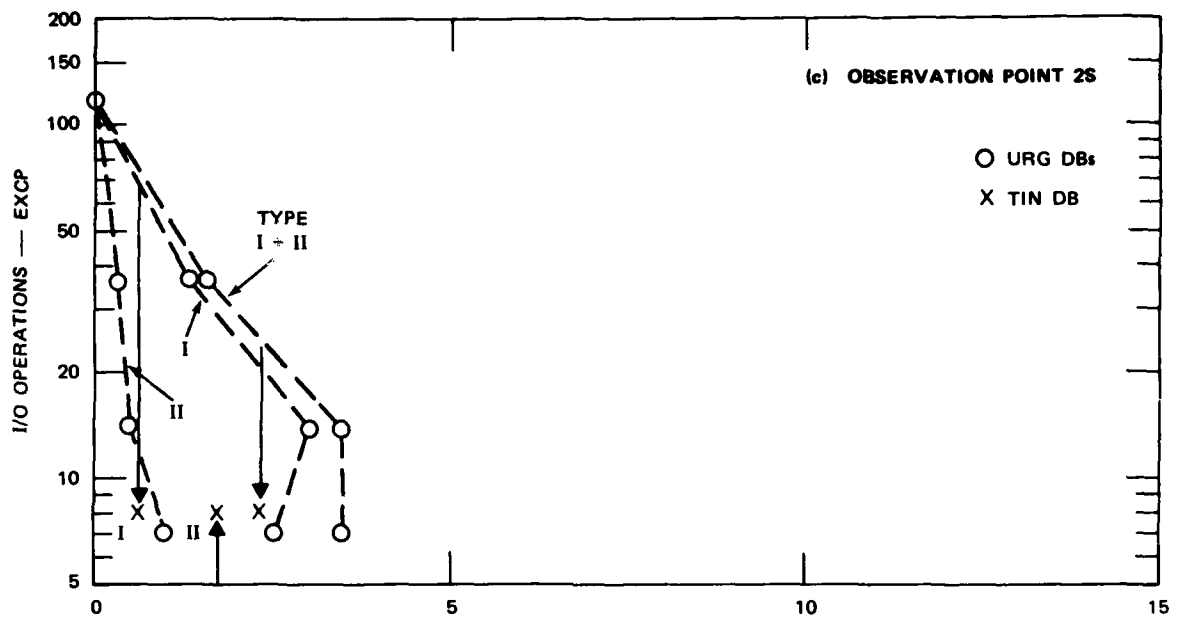 200
150
100
50
20
10
5
I/O OPERATIONS — EXCP
(c) OBSERVATION POINT 2S
O URG DBs
X TIN DB
TYPE
I + II
I
II
X X X
I II
0 5 10 15